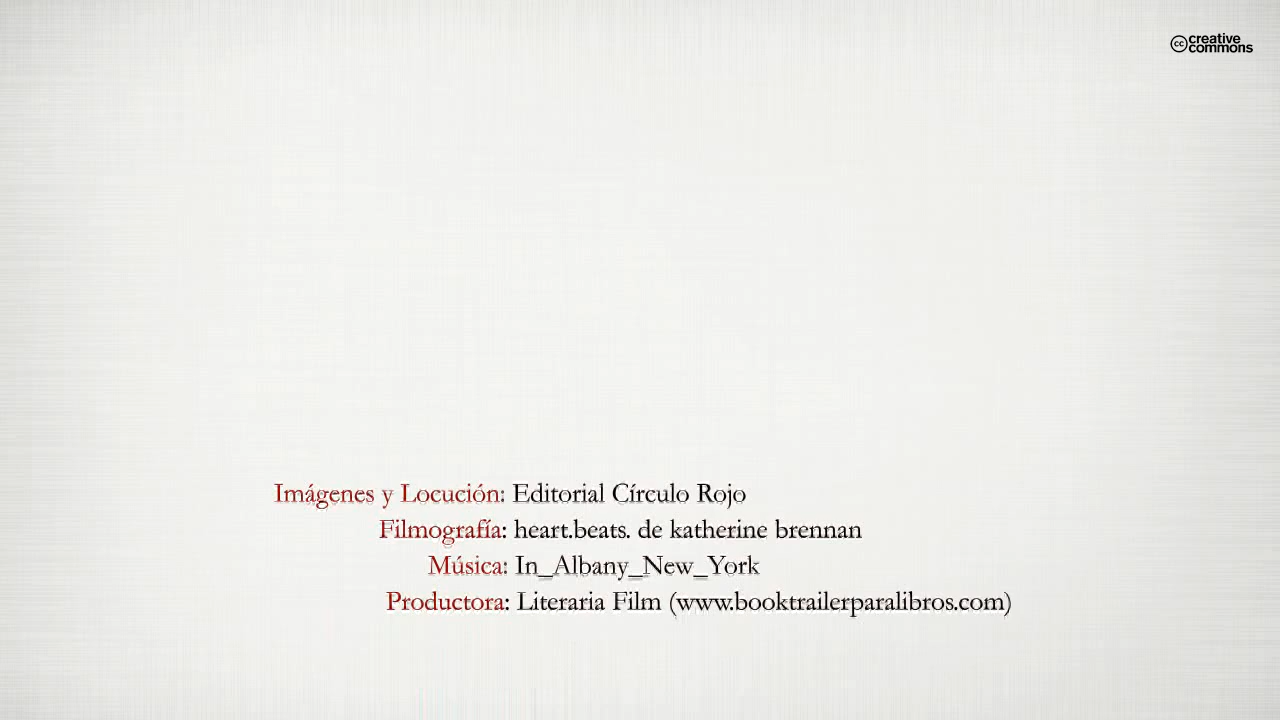 creative
commons
Imágenes y Locución: Editorial Círculo Rojo
Filmografía: heart.beats. de katherine brennan
Música: In_Albany_New_York
Productora: Literaria Film (www.booktrailerparalibros.com)